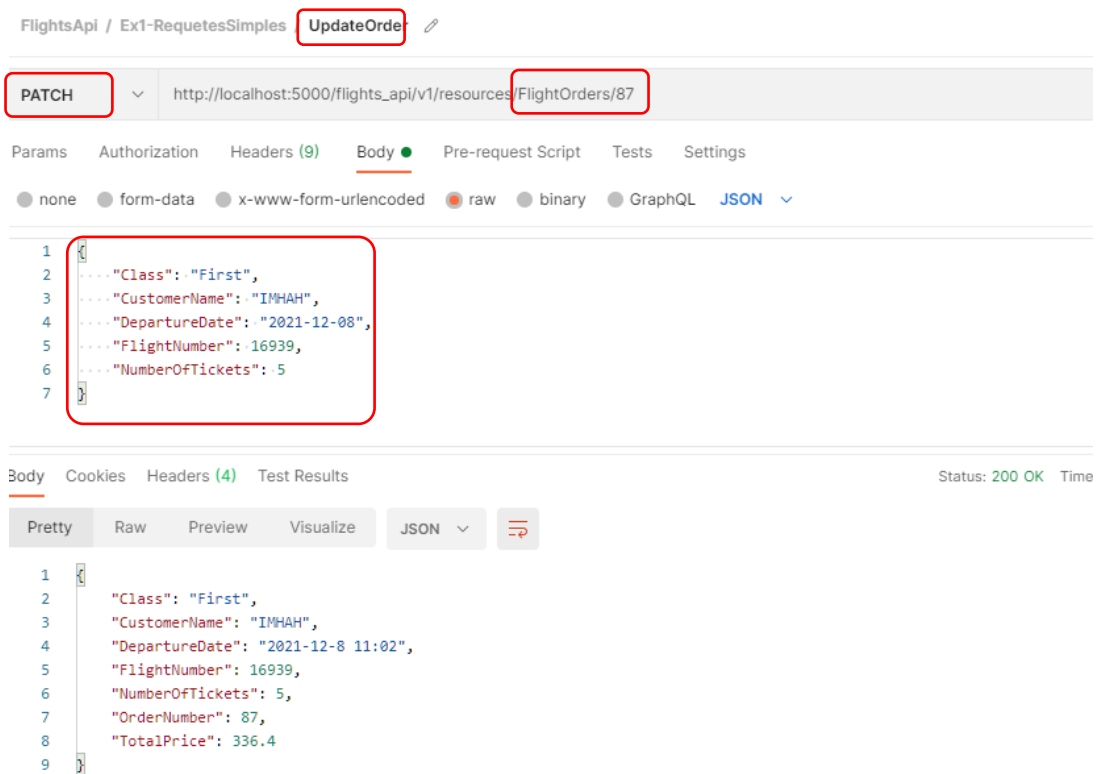 FlightsApi / Ex1-RequetesSimples / UpdateOrder
PATCH http://localhost:5000/flights_api/v1/resources/FlightOrders/87
Params Authorization Headers (9) Body Pre-request Script Tests Settings
none form-data x-www-form-urlencoded raw binary GraphQL JSON
1 {
2 "Class": "First",
3 "CustomerName": "IMHAH",
4 "DepartureDate": "2021-12-08",
5 "FlightNumber": 16939,
6 "NumberOfTickets": 5
7 }
Body Cookies Headers (4) Test Results Status: 200 OK Time
Pretty Raw Preview Visualize JSON
1 {
2 "Class": "First",
3 "CustomerName": "IMHAH",
4 "DepartureDate": "2021-12-8 11:02",
5 "FlightNumber": 16939,
6 "NumberOfTickets": 5,
7 "OrderNumber": 87,
8 "TotalPrice": 336.4
9 }